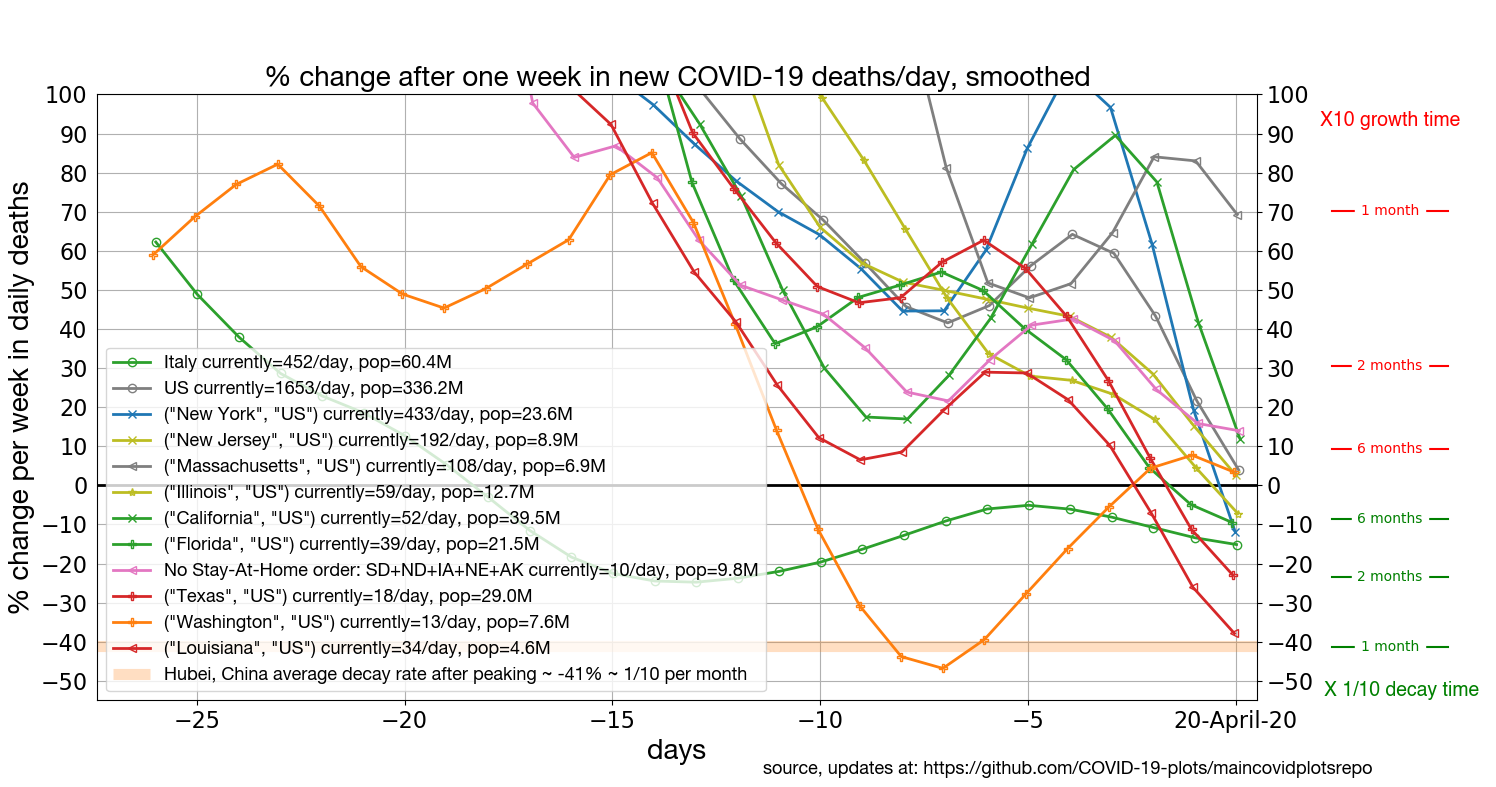 % change after one week in new COVID-19 deaths/day, smoothed
% change per week in daily deaths
100
90
80
70
60
50
40
30
20
10
0
−10
−20
−30
−40
−50
Italy currently=452/day, pop=60.4M
US currently=1653/day, pop=336.2M
("New York", "US") currently=433/day, pop=23.6M
("New Jersey", "US") currently=192/day, pop=8.9M
("Massachusetts", "US") currently=108/day, pop=6.9M
("Illinois", "US") currently=59/day, pop=12.7M
("California", "US") currently=52/day, pop=39.5M
("Florida", "US") currently=39/day, pop=21.5M
No Stay-At-Home order: SD+ND+IA+NE+AK currently=10/day, pop=9.8M
("Texas", "US") currently=18/day, pop=29.0M
("Washington", "US") currently=13/day, pop=7.6M
("Louisiana", "US") currently=34/day, pop=4.6M
Hubei, China average decay rate after peaking ~ -41% ~ 1/10 per month
100
90
80
70
60
50
40
30
20
10
0
−10
−20
−30
−40
−50
X10 growth time
1 month
2 months
6 months
6 months
2 months
1 month
X 1/10 decay time
−25 −20 −15 −10 −5 20-April-20
days
source, updates at: https://github.com/COVID-19-plots/maincovidplotsrepo